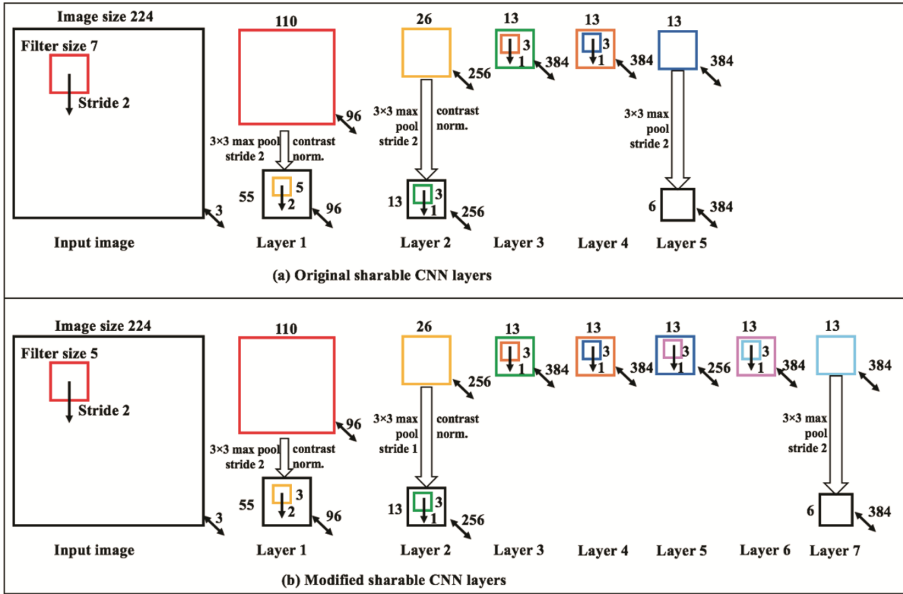 Image size 224
Filter size 7
Stride 2
3
Input image
110
96
3×3 max pool
stride 2
contrast
norm.
55
5
2
96
Layer 1
26
256
3×3 max
pool
stride 2
contrast
norm.
13
3
1
256
Layer 2
13
3
1
384
Layer 3
13
3
1
384
Layer 4
13
384
3×3 max
pool
stride 2
6
384
Layer 5
(a) Original sharable CNN layers
Image size 224
Filter size 5
Stride 2
3
Input image
110
96
3×3 max pool
stride 2
contrast
norm.
55
3
2
96
Layer 1
26
256
3×3 max
pool
stride 1
contrast
norm.
13
3
1
256
Layer 2
13
3
1
384
Layer 3
13
3
1
384
Layer 4
13
3
1
256
Layer 5
13
3
1
384
Layer 6
13
384
3×3 max
pool
stride 2
6
384
Layer 7
(b) Modified sharable CNN layers